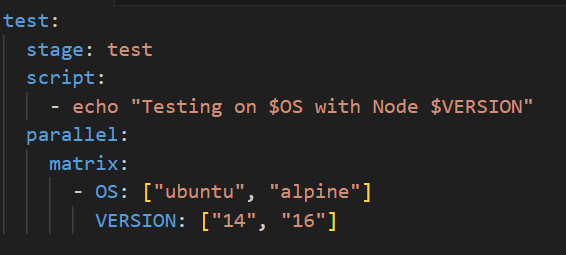 test:
  stage: test
  script:
    - echo "Testing on $OS with Node $VERSION"
  parallel:
    matrix:
      - OS: ["ubuntu", "alpine"]
        VERSION: ["14", "16"]